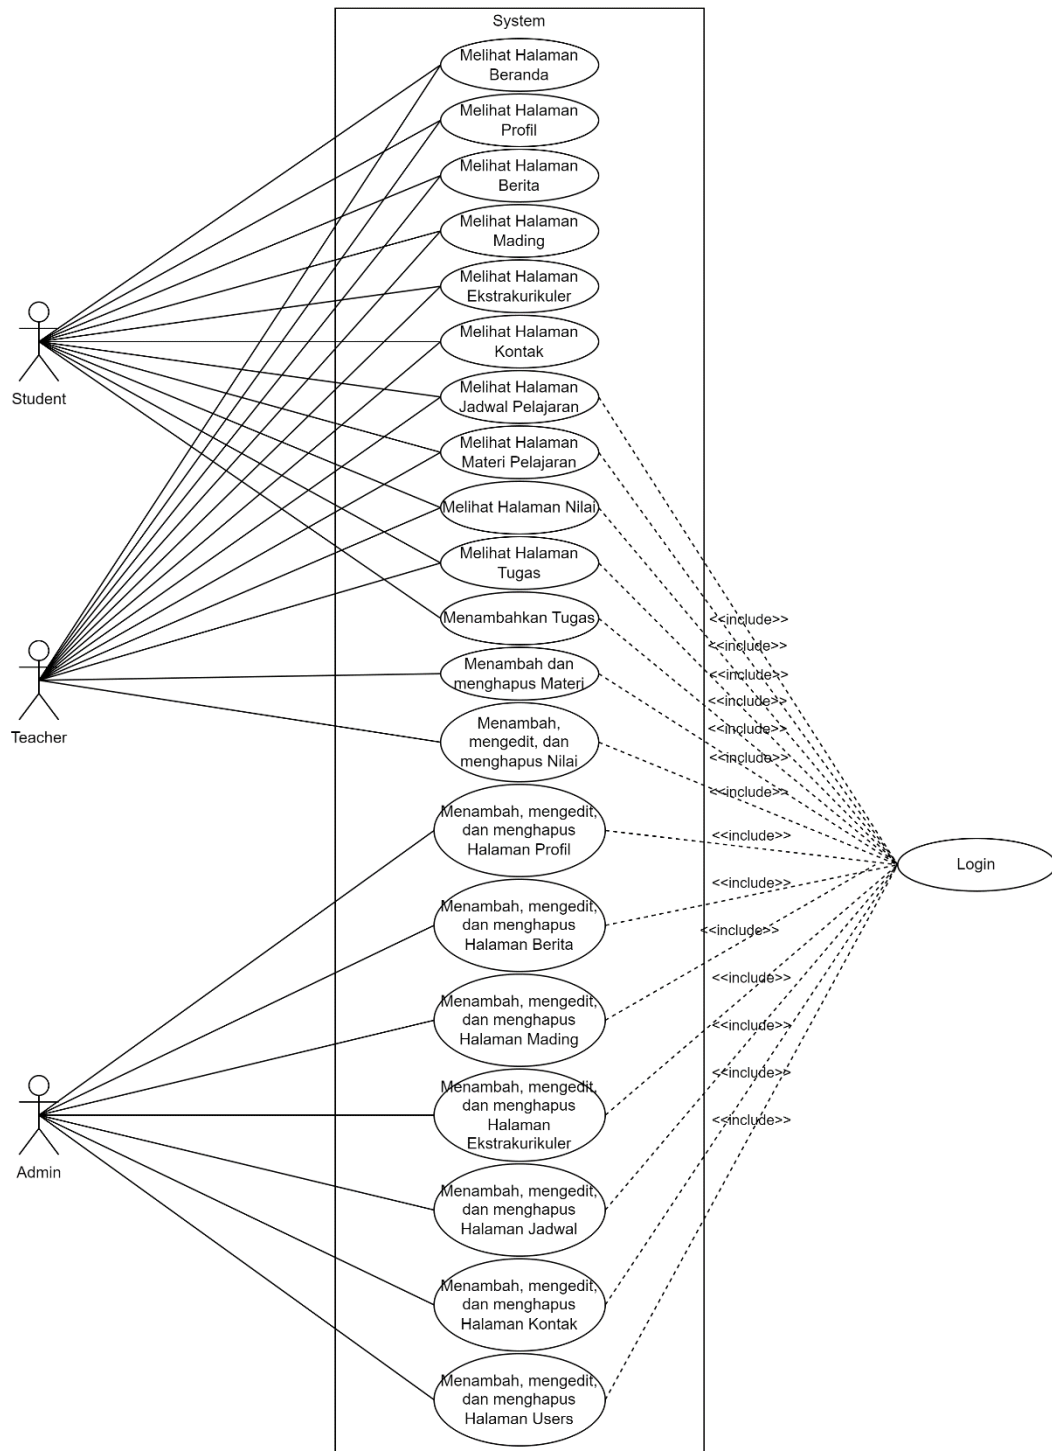 System
Melihat Halaman
Beranda
Melihat Halaman
Profil
Melihat Halaman
Berita
Melihat Halaman
Mading
Melihat Halaman
Ekstrakurikuler
Melihat Halaman
Kontak
Student
Melihat Halaman
Jadwal Pelajaran
Melihat Halaman
Materi Pelajaran
Melihat Halaman Nilai
Melihat Halaman
Tugas
Menambahkan Tugas
<<include>>
<<include>>
Menambah dan
menghapus Materi
<<include>>
<<include>>
Teacher
Menambah,
mengedit, dan
menghapus Nilai
<<include>>
<<include>>
<<include>>
Menambah, mengedit,
dan menghapus
Halaman Profil
<<include>>
Login
Menambah, mengedit,
dan menghapus
Halaman Berita
<<include>>
<<include>>
Menambah, mengedit,
dan menghapus
Halaman Mading
<<include>>
<<include>>
Menambah, mengedit,
dan menghapus
Halaman
Ekstrakurikuler
<<include>>
<<include>>
Admin
Menambah, mengedit,
dan menghapus
Halaman Jadwal
Menambah, mengedit,
dan menghapus
Halaman Kontak
Menambah, mengedit,
dan menghapus
Halaman Users